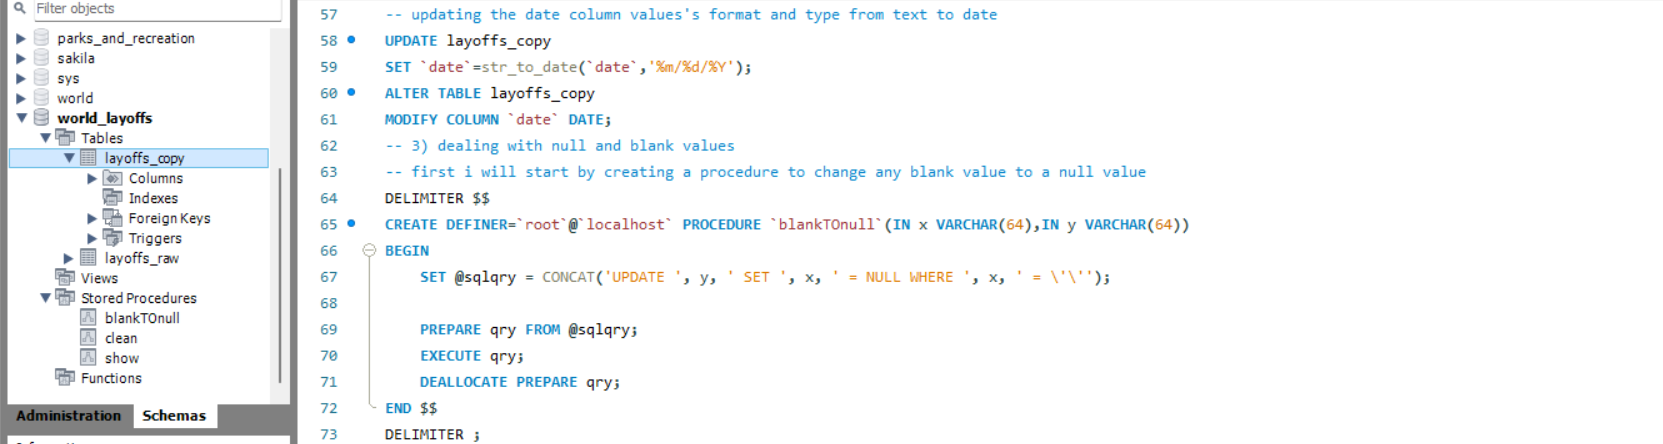 Filter objects
parks_and_recreation
sakila
sys
world
world_layoffs
Tables
layoffs_copy
Columns
Indexes
Foreign Keys
Triggers
layoffs_raw
Views
Stored Procedures
blankTOnull
clean
show
Functions
Administration Schemas
57 -- updating the date column values's format and type from text to date
58 UPDATE layoffs_copy
59 SET `date`=str_to_date(`date`,'%m/%d/%Y');
60 ALTER TABLE layoffs_copy
61 MODIFY COLUMN `date` DATE;
62 -- 3) dealing with null and blank values
63 -- first i will start by creating a procedure to change any blank value to a null value
64 DELIMITER $$
65 CREATE DEFINER=`root`@`localhost` PROCEDURE `blankTOnull`(IN x VARCHAR(64),IN y VARCHAR(64))
66 BEGIN
67 SET @sqlqry = CONCAT('UPDATE ', y, ' SET ', x, ' = NULL WHERE ', x, ' = \'\'');
68
69 PREPARE qry FROM @sqlqry;
70 EXECUTE qry;
71 DEALLOCATE PREPARE qry;
72 END $$
73 DELIMITER ;